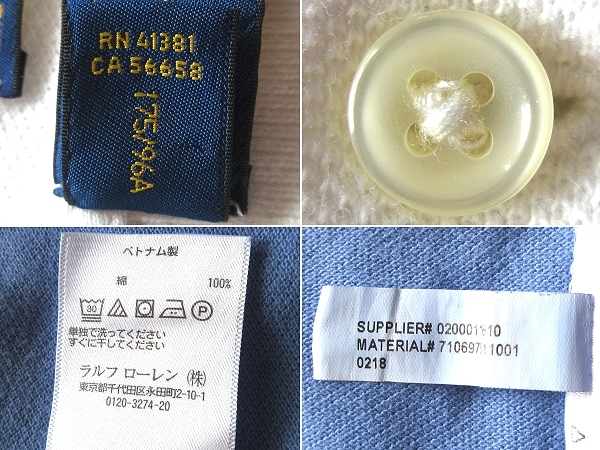 RN 41381
CA 56658
175/96A
ベトナム製
綿 100%
30
P
単独で洗ってください
すぐに干してください
ラルフ ローレン (株)
東京都千代田区永田町2-10-1
0120-3274-20
SUPPLIER#
MATERIAL#
0218